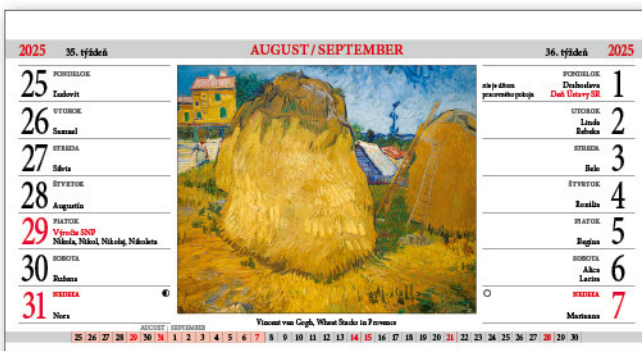 2025 35. týždeň AUGUST / SEPTEMBER 36. týždeň 2025
25 PONDELOK
Ľudovít
26 UTOROK
Samuel
27 STREDA
Silvia
28 ŠTVRTOK
Augustín
29 PIATOK
Výročie SNP
Nikola, Nikol, Nikolaj, Nikoleta
30 SOBOTA
Ružena
31 NEDEĽA
Nora
PONDELOK 1
nie je dňom Drahoslava
pracovného pokoja Deň Ústavy SR
UTOROK 2
Linda
Rebeka
STREDA 3
Belo
ŠTVRTOK 4
Rozália
PIATOK 5
Regína
SOBOTA 6
Alica
Larisa
NEDEĽA 7
Marianna
Vincent van Gogh, Wheat Stacks in Provence
AUGUST SEPTEMBER
25 26 27 28 29 30 31 1 2 3 4 5 6 7 8 9 10 11 12 13 14 15 16 17 18 19 20 21 22 23 24 25 26 27 28 29 30